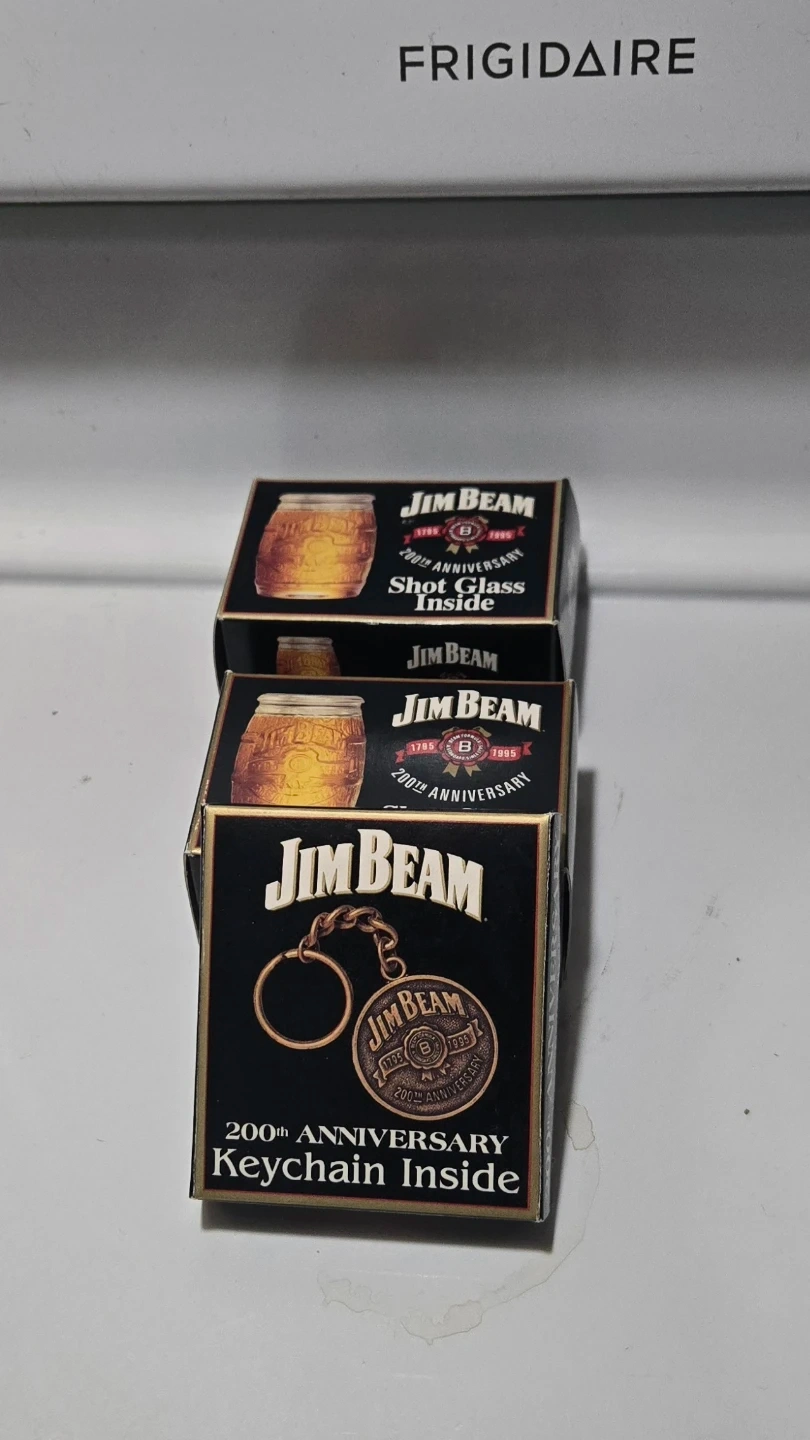 FRIGIDAIRE
JIM BEAM
1795 B 1995
200TH ANNIVERSARY
Shot Glass
Inside
JIM BEAM
JIM BEAM
1795 B 1995
200TH ANNIVERSARY
JIM BEAM
JIM BEAM
1795 B 1995
200TH ANNIVERSARY
200th ANNIVERSARY
Keychain Inside